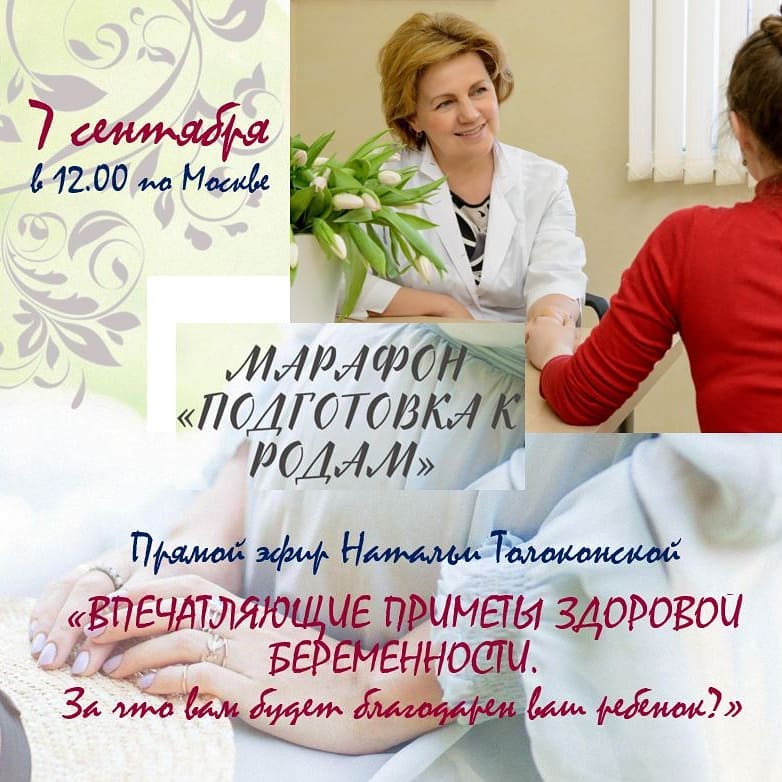 7 сентября
в 12.00 по Москве
МАРАФОН
«ПОДГОТОВКА К
РОДАМ»
Прямой эфир Натальи Толоконской
«ВПЕЧАТЛЯЮЩИЕ ПРИМЕТЫ ЗДОРОВОЙ
БЕРЕМЕННОСТИ.
За что вам будет благодарен ваш ребенок?»